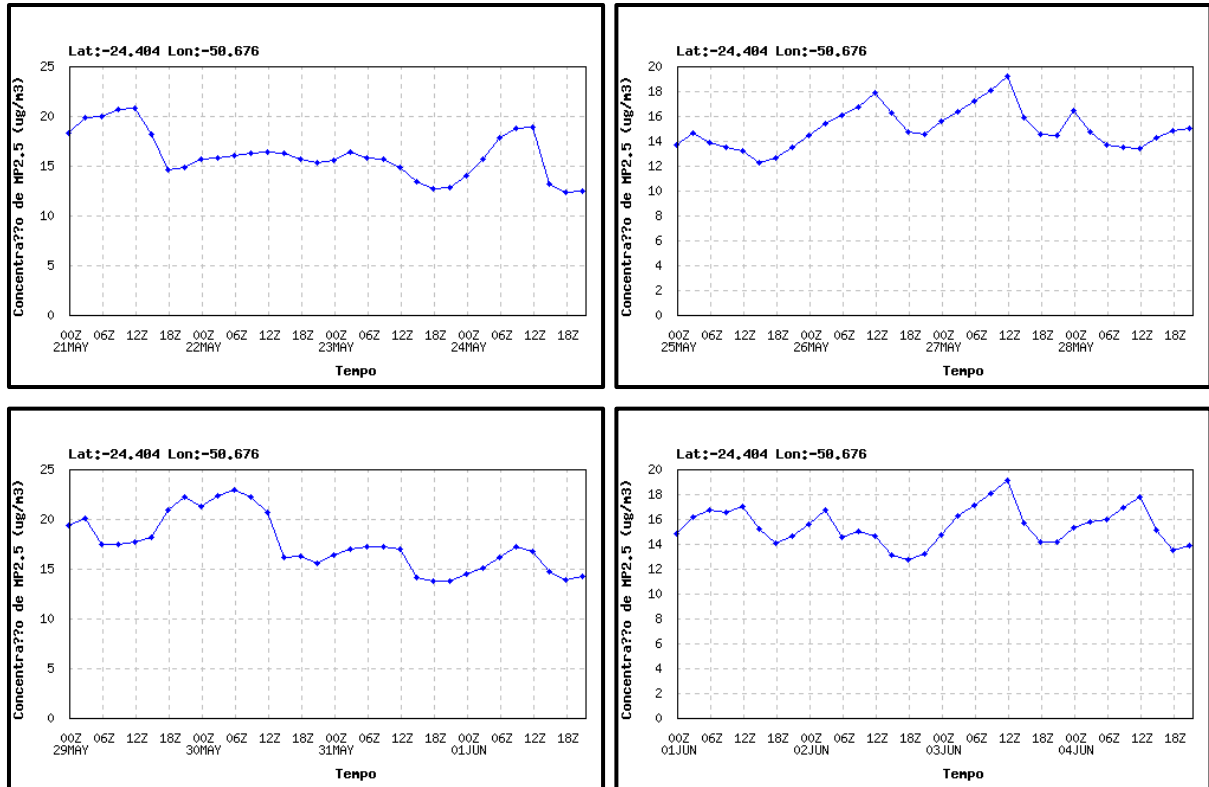 Lat:-24.404 Lon:-50.676
Concentra??o de MP2.5 (ug/m3)
25
20
15
10
5
0
00Z 06Z 12Z 18Z 00Z 06Z 12Z 18Z 00Z 06Z 12Z 18Z 00Z 06Z 12Z 18Z
21MAY 22MAY 23MAY 24MAY
Tempo
Lat:-24.404 Lon:-50.676
Concentra??o de MP2.5 (ug/m3)
20
18
16
14
12
10
8
6
4
2
0
00Z 06Z 12Z 18Z 00Z 06Z 12Z 18Z 00Z 06Z 12Z 18Z 00Z 06Z 12Z 18Z
25MAY 26MAY 27MAY 28MAY
Tempo
Lat:-24.404 Lon:-50.676
Concentra??o de MP2.5 (ug/m3)
25
20
15
10
5
0
00Z 06Z 12Z 18Z 00Z 06Z 12Z 18Z 00Z 06Z 12Z 18Z 00Z 06Z 12Z 18Z
29MAY 30MAY 31MAY 01JUN
Tempo
Lat:-24.404 Lon:-50.676
Concentra??o de MP2.5 (ug/m3)
20
18
16
14
12
10
8
6
4
2
0
00Z 06Z 12Z 18Z 00Z 06Z 12Z 18Z 00Z 06Z 12Z 18Z 00Z 06Z 12Z 18Z
01JUN 02JUN 03JUN 04JUN
Tempo